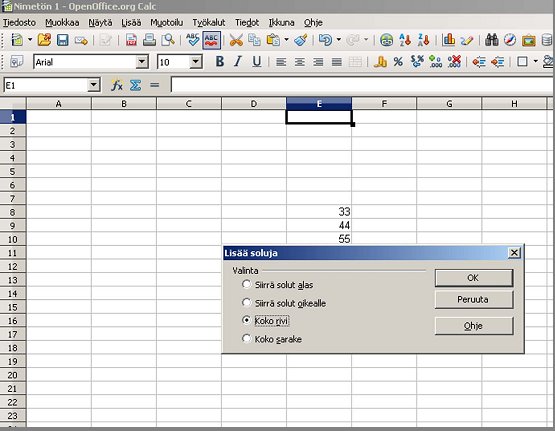 Nimetön 1 - OpenOffice.org Calc
Tiedosto Muokkaa Näytä Lisää Muotoilu Työkalut Tiedot Ikkuna Ohje
Arial 10 B I U
E1 fx Σ =
A B C D E F G H
1
2
3
4
5
6
7
8 33
9 44
10 55
11 Lisää soluja
12 Valinta
13 Siirrä solut alas OK
14 Siirrä solut oikealle Peruuta
15
16 Koko rivi Ohje
17 Koko sarake
18
19
20
21
22
23